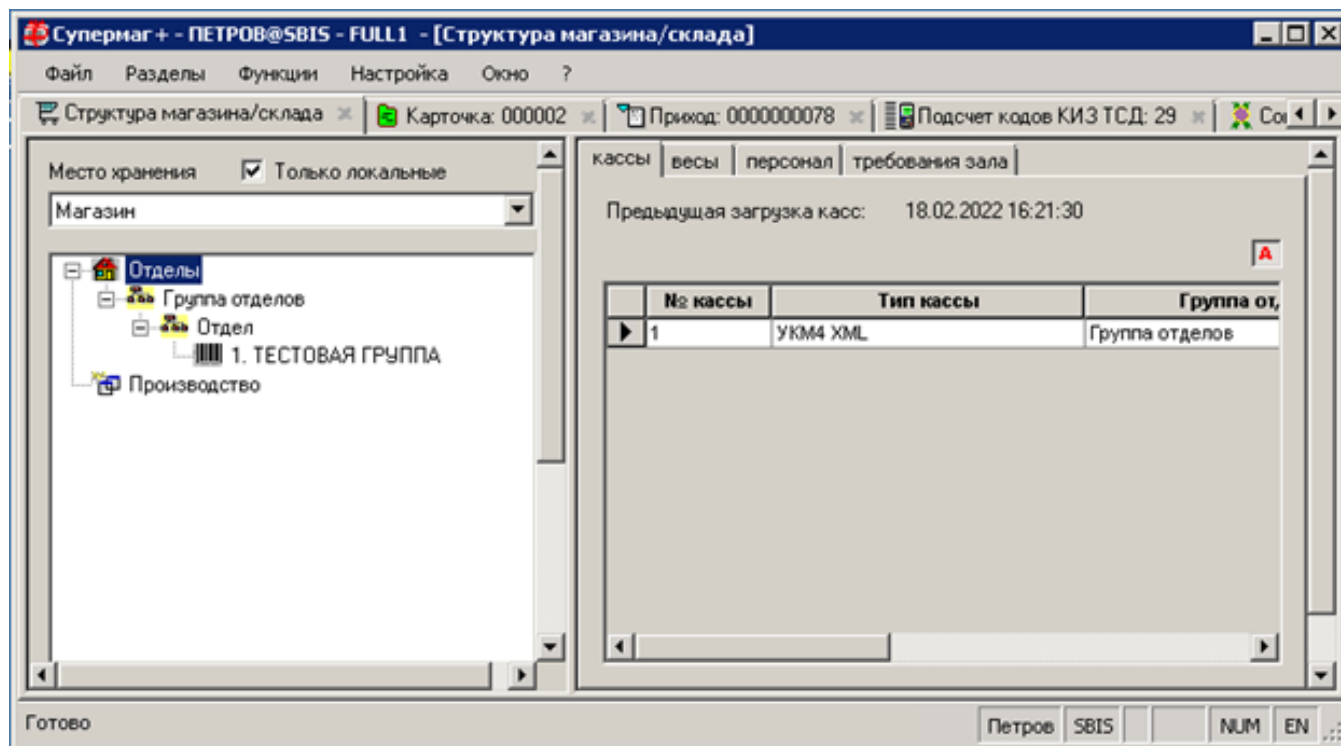 Супермаг+ - ПЕТРОВ@SBIS - FULL1 - [Структура магазина/склада]
Файл Разделы Функции Настройка Окно ?
Структура магазина/склада Карточка: 000002 Приход: 0000000078 Подсчет кодов КИЗ ТСД: 29
Место хранения Только локальные
Магазин
Отделы
Группа отделов
Отдел
1. ТЕСТОВАЯ ГРУППА
Производство
кассы весы персонал требования зала
Предыдущая загрузка касс: 18.02.2022 16:21:30
A
№ кассы Тип кассы Группа от,
1 УКМ4 XML Группа отделов
Готово Петров SBIS NUM EN